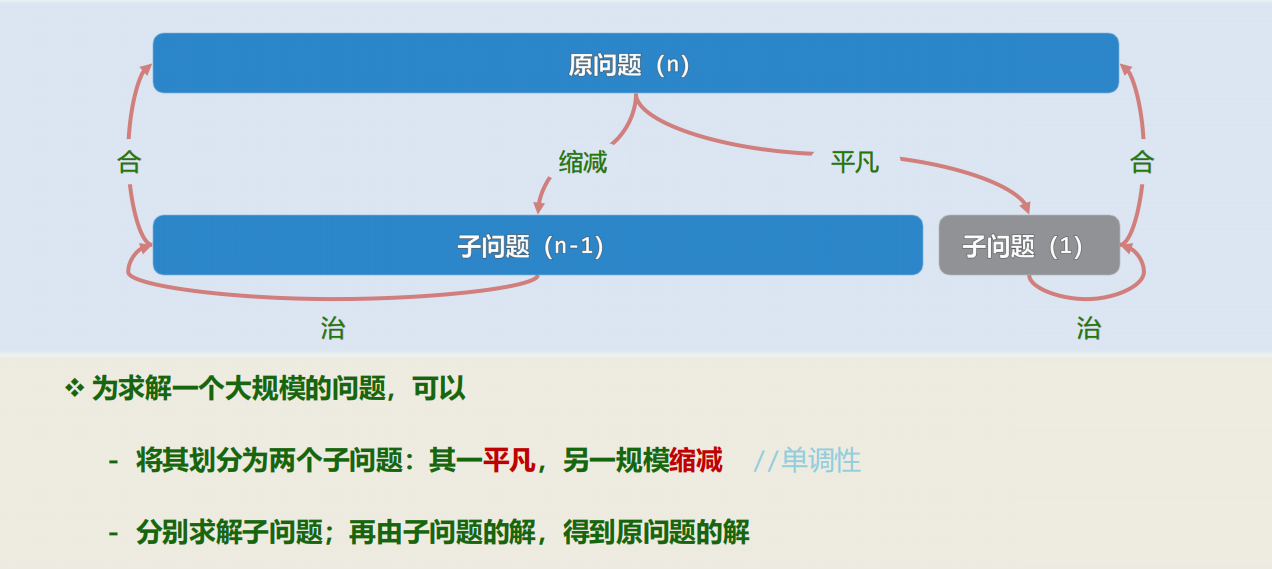 原问题（n）
合
缩减
平凡
合
子问题（n-1）
子问题（1）
治
治
❖ 为求解一个大规模的问题，可以
- 将其划分为两个子问题：其一平凡，另一规模缩减 //单调性
- 分别求解子问题；再由子问题的解，得到原问题的解